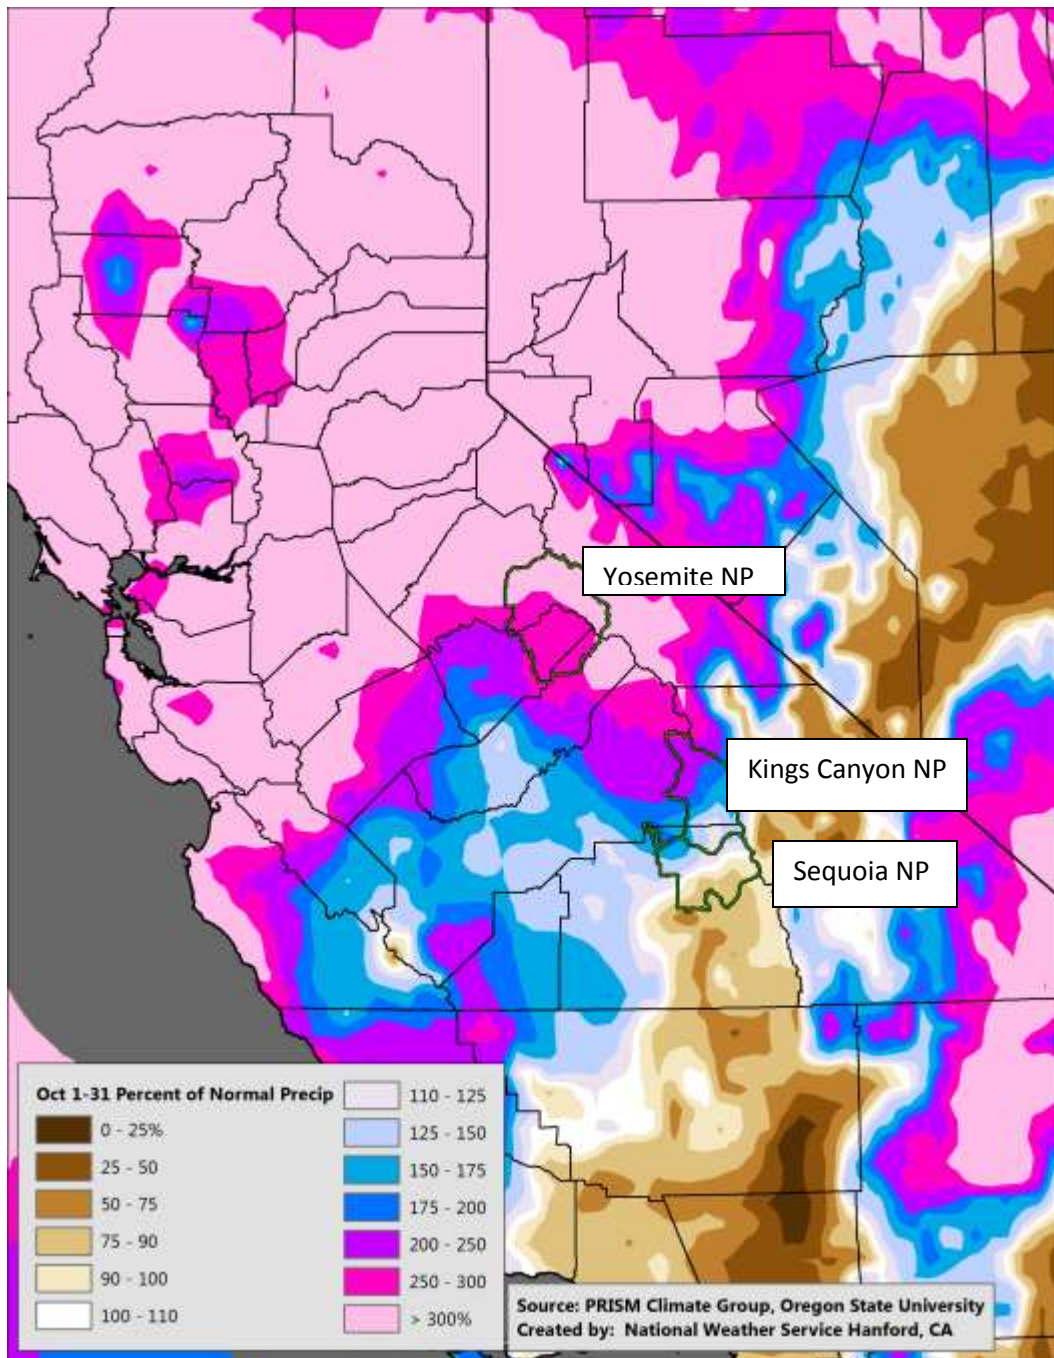 Yosemite NP
Kings Canyon NP
Sequoia NP
Oct 1-31 Percent of Normal Precip
0 - 25%
25 - 50
50 - 75
75 - 90
90 - 100
100 - 110
110 - 125
125 - 150
150 - 175
175 - 200
200 - 250
250 - 300
> 300%
Source: PRISM Climate Group, Oregon State University
Created by: National Weather Service Hanford, CA